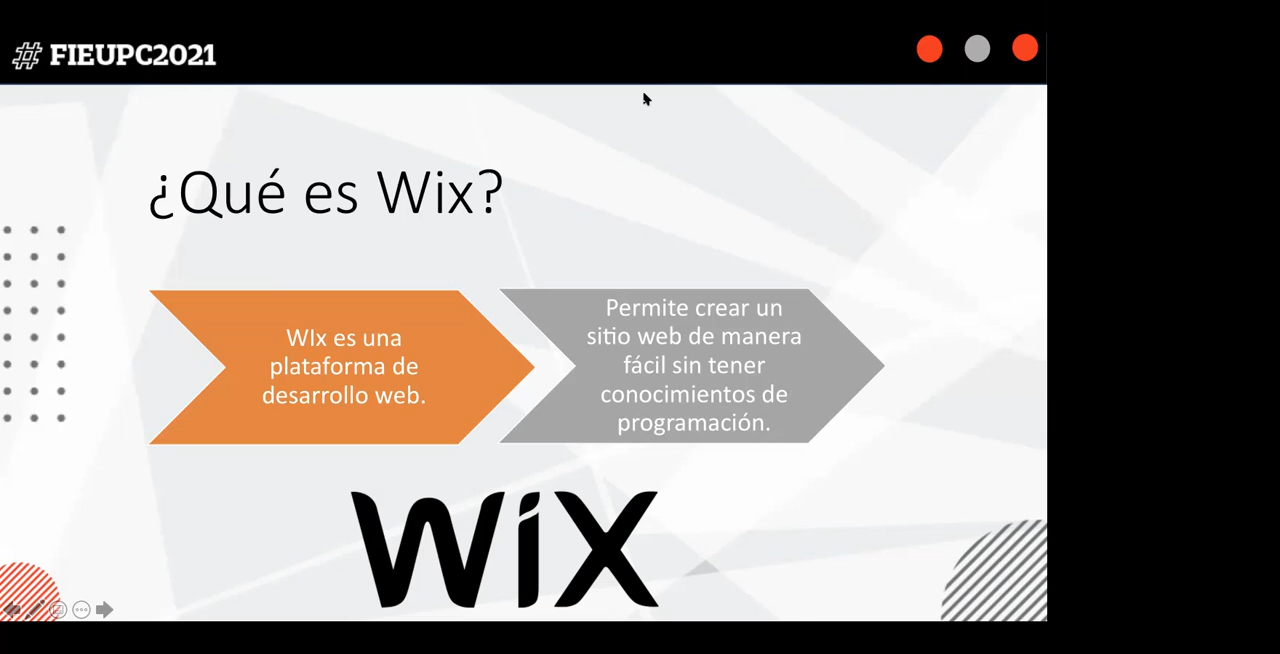 # FIEUPC2021
¿Qué es Wix?
WIx es una
plataforma de
desarrollo web.
Permite crear un
sitio web de manera
fácil sin tener
conocimientos de
programación.
WiX